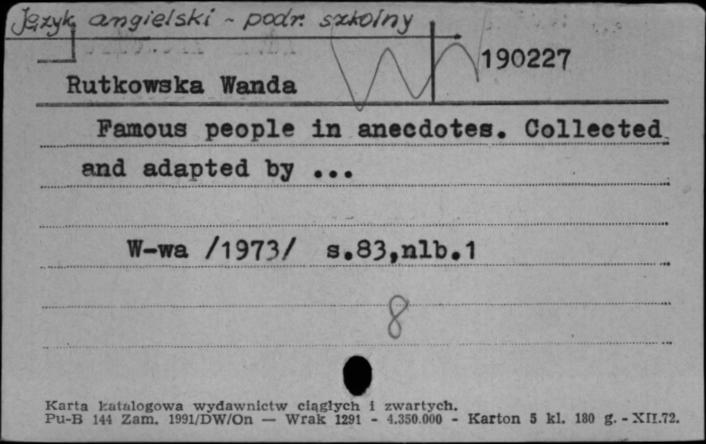 Język angielski - podr. szkolny
190227
Rutkowska Wanda
Famous people in anecdotes. Collected
and adapted by ...
W-wa /1973/ s.83,nlb.1
8
Karta katalogowa wydawnictw ciągłych i zwartych.
Pu-B 144 Zam. 1991/DW/On — Wrak 1291 - 4.350.000 - Karton 5 kl. 180 g. - XII.72.